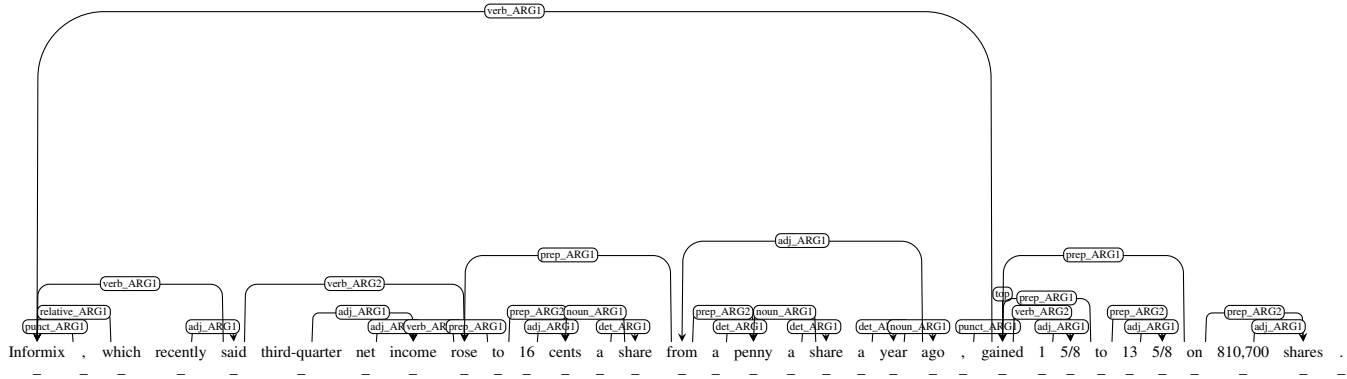 verb_ARG1
adj_ARG1
prep_ARG1 prep_ARG1
verb_ARG1 verb_ARG2 top prep_ARG1
relative_ARG1 adj_ARG1 prep_ARG2 noun_ARG1 prep_ARG2 noun_ARG1 verb_ARG2 prep_ARG2 prep_ARG2
punct_ARG1 adj_ARG1 prep_ARG1 adj_ARG1 det_ARG1 det_ARG1 det_ARG1 noun_ARG1 punct_ARG1 adj_ARG1 adj_ARG1 adj_ARG1
Informix , which recently said third-quarter net income rose to 16 cents a share from a penny a share a year ago , gained 1 5/8 to 13 5/8 on 810,700 shares .
_ _ _ _ _ _ _ _ _ _ _ _ _ _ _ _ _ _ _ _ _ _ _ _ _ _ _ _ _ _ _ _